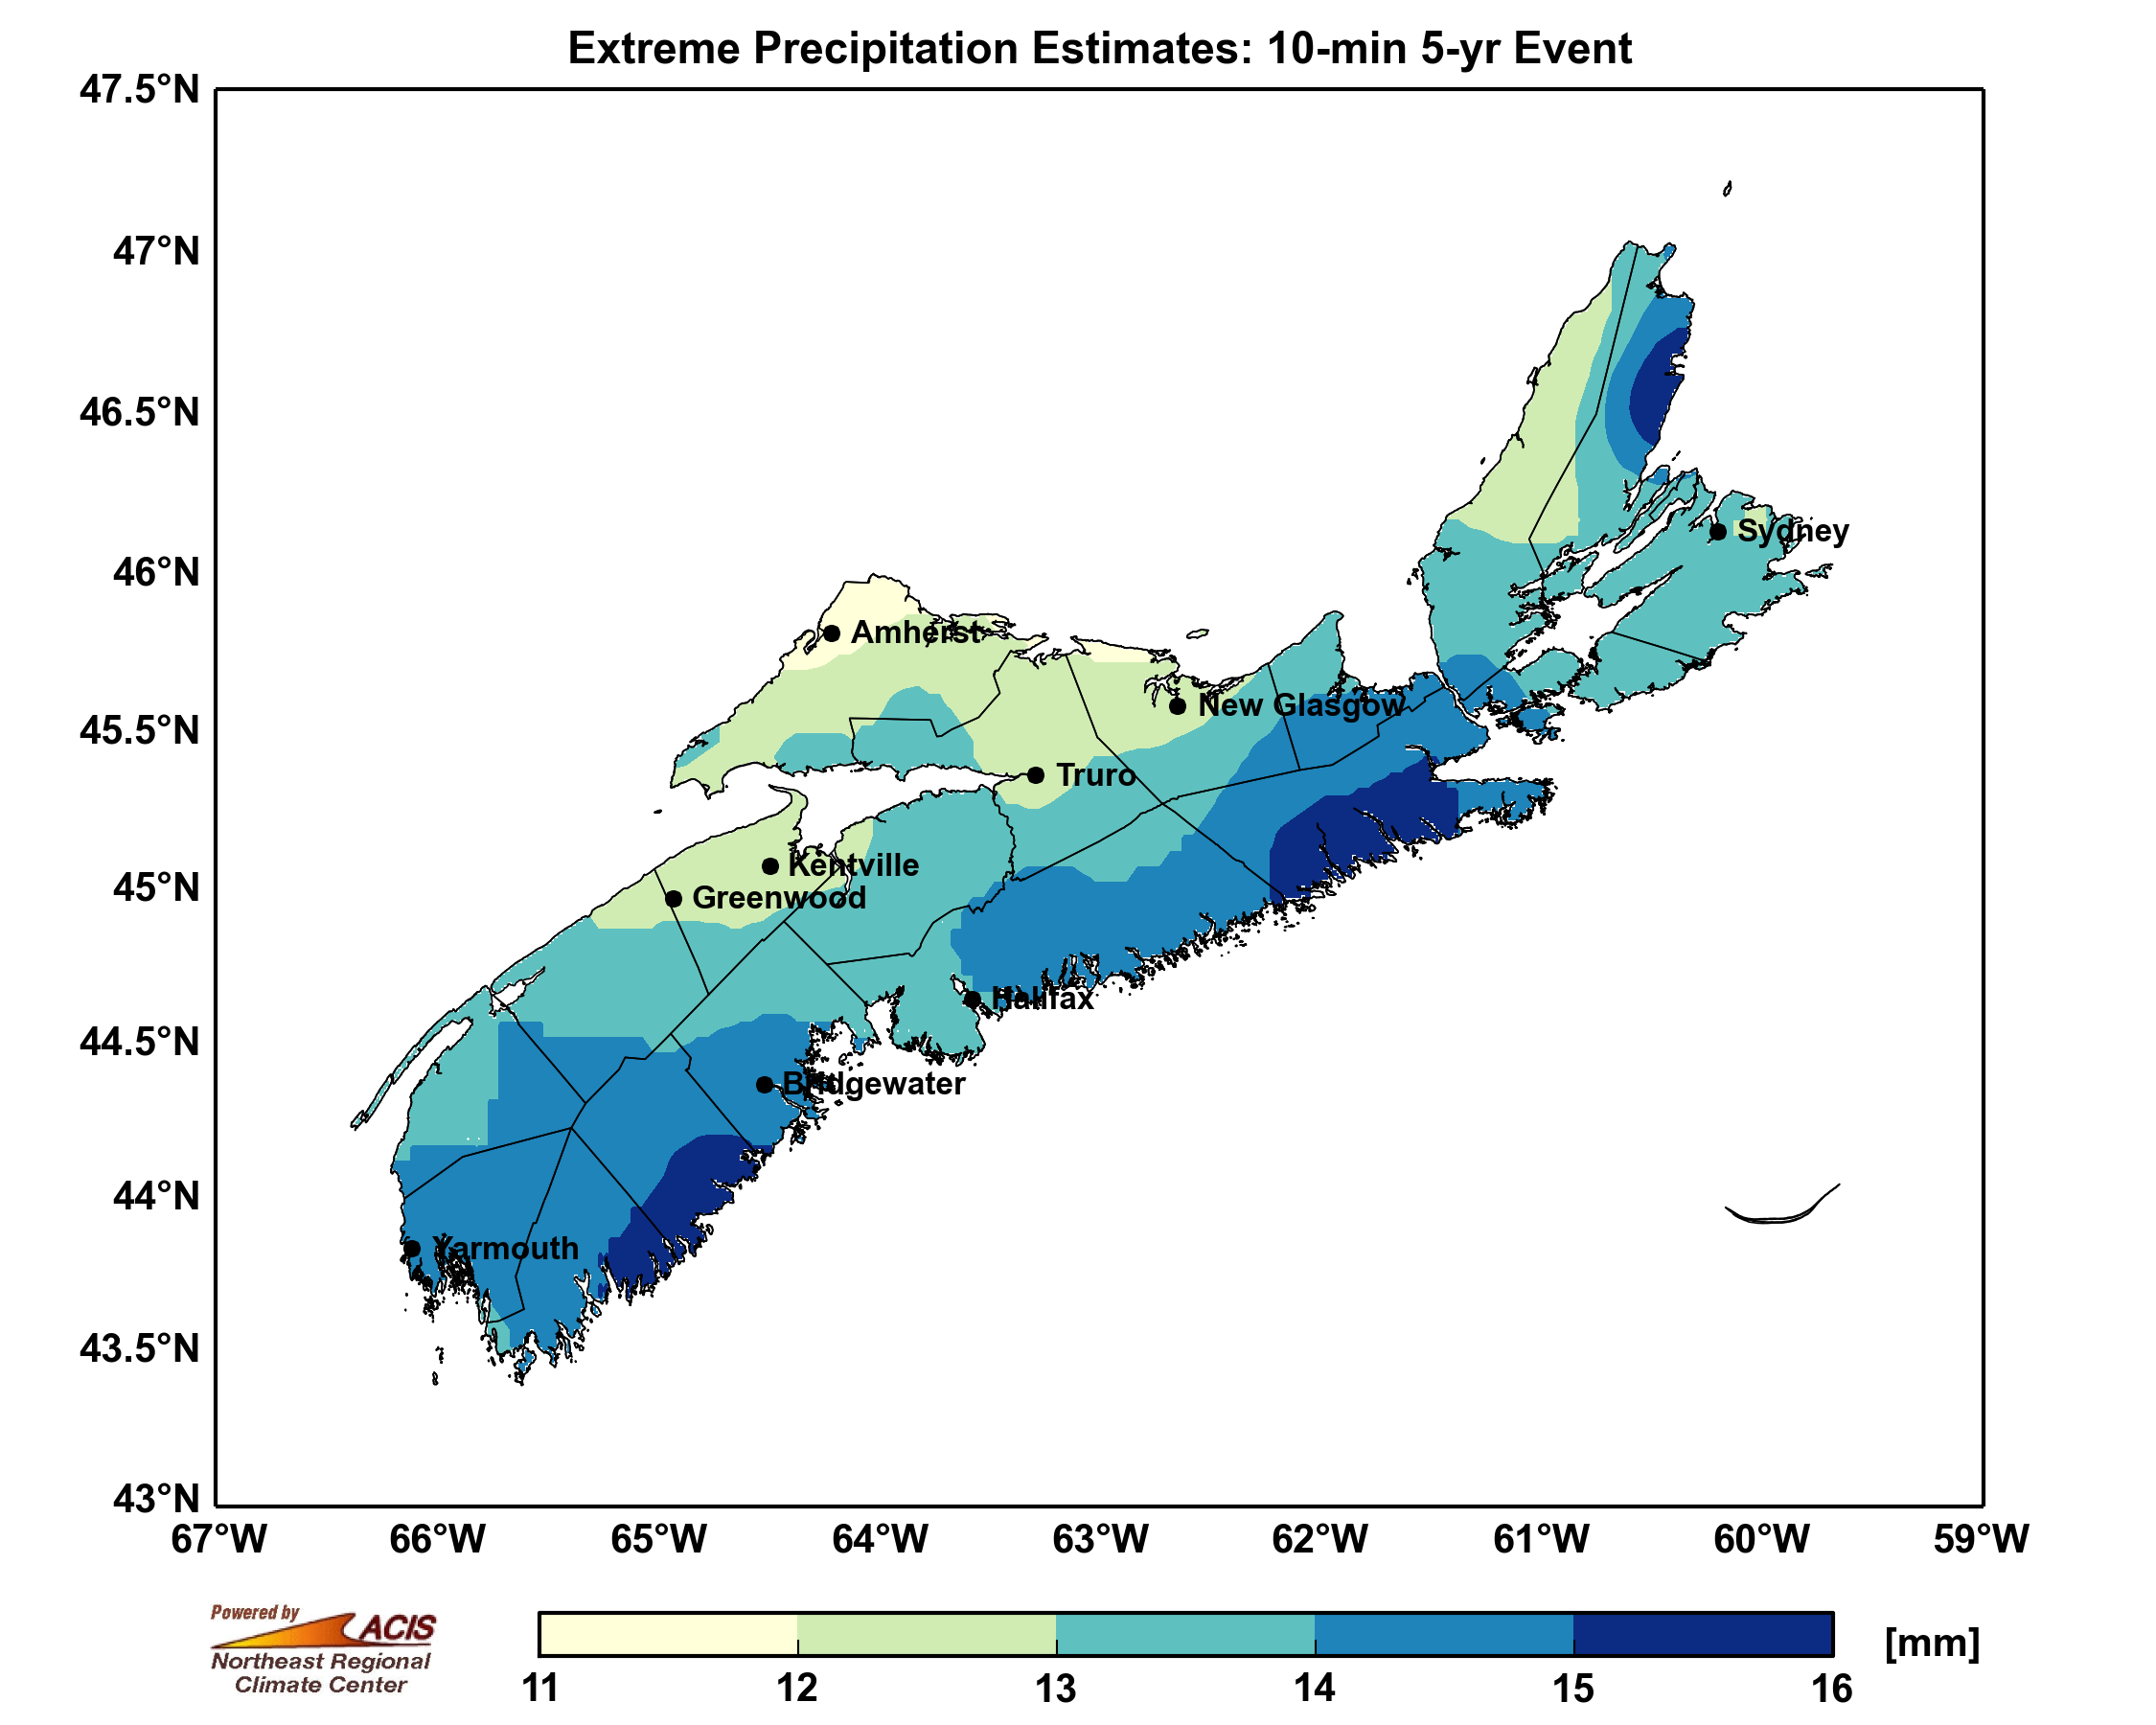 Extreme Precipitation Estimates: 10-min 5-yr Event
47.5°N
47°N
46.5°N
46°N
45.5°N
45°N
44.5°N
44°N
43.5°N
43°N
Sydney
Amherst
New Glasgow
Truro
Kentville
Greenwood
Halifax
Bridgewater
Yarmouth
67°W 66°W 65°W 64°W 63°W 62°W 61°W 60°W 59°W
Powered by
ACIS
Northeast Regional
Climate Center
[mm]
11 12 13 14 15 16